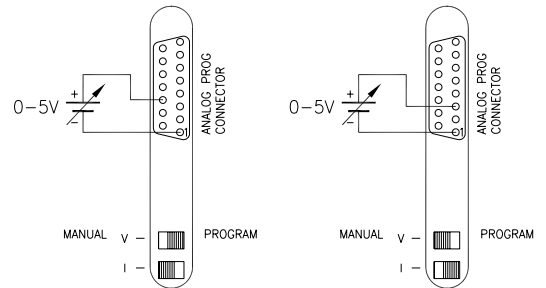 +
0–5V
–
1
ANALOG PROG
CONNECTOR
MANUAL V – PROGRAM
I –
+
0–5V
–
1
ANALOG PROG
CONNECTOR
MANUAL V – PROGRAM
I –